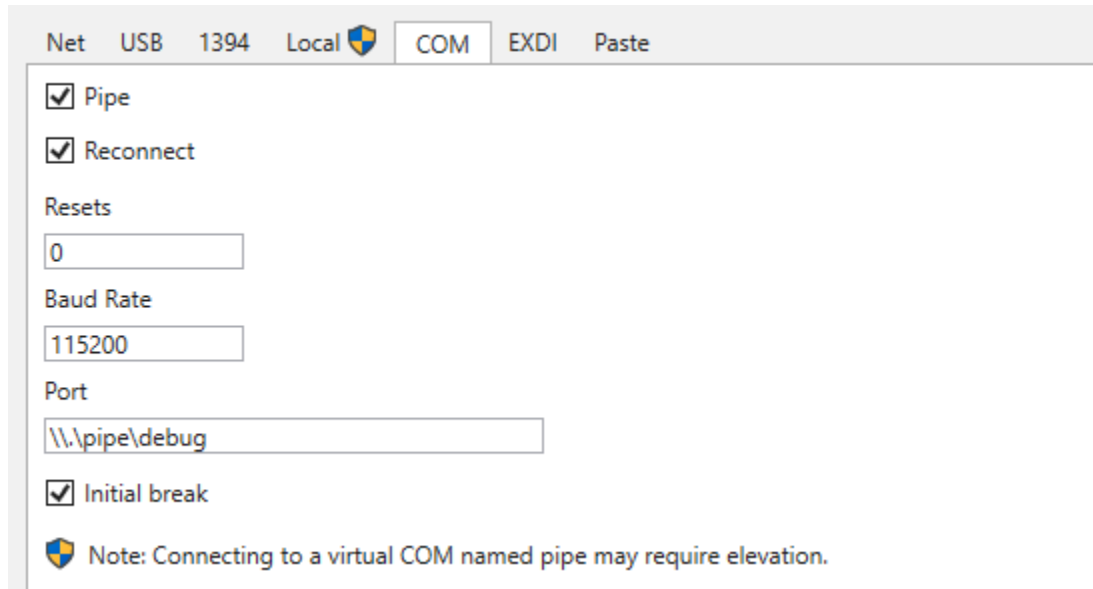 Net USB 1394 Local COM EXDI Paste
Pipe
Reconnect
Resets
0
Baud Rate
115200
Port
\\.\pipe\debug
Initial break
Note: Connecting to a virtual COM named pipe may require elevation.